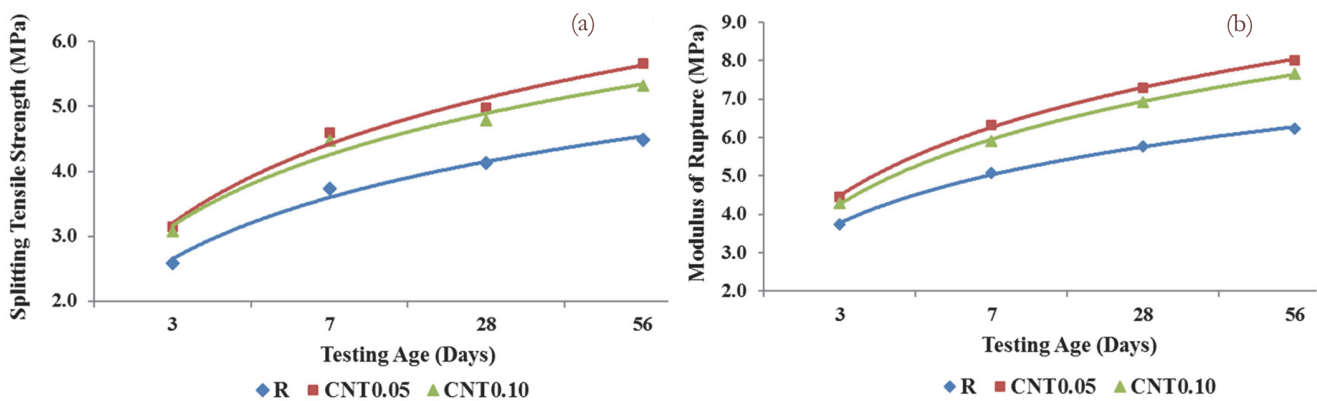 (a)
Splitting Tensile Strength (MPa)
6.0
5.0
4.0
3.0
2.0
3 7 28 56
Testing Age (Days)
R CNT0.05 CNT0.10
(b)
Modulus of Rupture (MPa)
9.0
8.0
7.0
6.0
5.0
4.0
3.0
2.0
3 7 28 56
Testing Age (Days)
R CNT0.05 CNT0.10